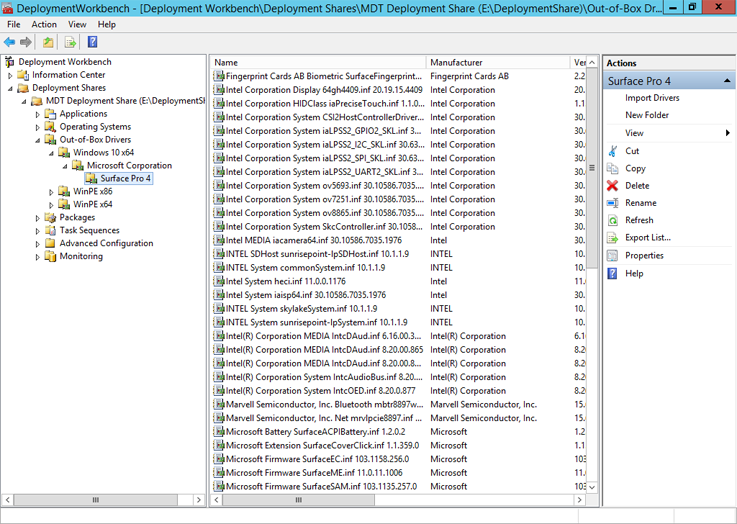 DeploymentWorkbench - [Deployment Workbench\Deployment Shares\MDT Deployment Share (E:\DeploymentShare)\Out-of-Box Dri...
File Action View Help
Deployment Workbench
Information Center
Deployment Shares
MDT Deployment Share (E:\DeploymentSh
Applications
Operating Systems
Out-of-Box Drivers
Windows 10 x64
Microsoft Corporation
Surface Pro 4
WinPE x86
WinPE x64
Packages
Task Sequences
Advanced Configuration
Monitoring
Name Manufacturer Ver
Fingerprint Cards AB Biometric SurfaceFingerprint... Fingerprint Cards AB 2.2
Intel Corporation Display 64gh4409.inf 20.19.15.4409 Intel Corporation 20.
Intel Corporation HIDClass iaPreciseTouch.inf 1.1.0... Intel Corporation 1.1
Intel Corporation System CSI2HostControllerDriver... Intel Corporation 30.
Intel Corporation System iaLPSS2_GPIO2_SKL.inf 3... Intel Corporation 30.
Intel Corporation System iaLPSS2_I2C_SKL.inf 30.63... Intel Corporation 30.
Intel Corporation System iaLPSS2_SPI_SKL.inf 30.63... Intel Corporation 30.
Intel Corporation System iaLPSS2_UART2_SKL.inf 3... Intel Corporation 30.
Intel Corporation System ov5693.inf 30.10586.7035.... Intel Corporation 30.
Intel Corporation System ov7251.inf 30.10586.7035.... Intel Corporation 30.
Intel Corporation System ov8865.inf 30.10586.7035.... Intel Corporation 30.
Intel Corporation System SkcController.inf 30.1058... Intel Corporation 30.
Intel MEDIA iacamera64.inf 30.10586.7035.1976 Intel 30.
INTEL SDHost sunrisepoint-lpSDHost.inf 10.1.1.9 INTEL 10.
INTEL System commonSystem.inf 10.1.1.9 INTEL 10.
Intel System heci.inf 11.0.0.1176 Intel 11.
Intel System iaisp64.inf 30.10586.7035.1976 Intel 30.
INTEL System skylakeSystem.inf 10.1.1.9 INTEL 10.
INTEL System sunrisepoint-lpSystem.inf 10.1.1.9 INTEL 10.
Intel(R) Corporation MEDIA IntcDAud.inf 6.16.00.3... Intel(R) Corporation 6.1
Intel(R) Corporation MEDIA IntcDAud.inf 8.20.00.865 Intel(R) Corporation 8.2
Intel(R) Corporation MEDIA IntcDAud.inf 8.20.00.8... Intel(R) Corporation 8.2
Intel(R) Corporation System IntcAudioBus.inf 8.20.... Intel(R) Corporation 8.2
Intel(R) Corporation System IntcOED.inf 8.20.0.877 Intel(R) Corporation 8.2
Marvell Semiconductor, Inc. Bluetooth mbtr8897w... Marvell Semiconductor, Inc. 15.
Marvell Semiconductor, Inc. Net mrvlpcie8897.inf ... Marvell Semiconductor, Inc. 15.
Microsoft Battery SurfaceACPIBattery.inf 1.2.0.2 Microsoft 1.2
Microsoft Extension SurfaceCoverClick.inf 1.1.359.0 Microsoft 1.1
Microsoft Firmware SurfaceEC.inf 103.1158.256.0 Microsoft 103
Microsoft Firmware SurfaceME.inf 11.0.11.1006 Microsoft 11.
Microsoft Firmware SurfaceSAM.inf 103.1135.257.0 Microsoft 103
Actions
Surface Pro 4
Import Drivers
New Folder
View
Cut
Copy
Delete
Rename
Refresh
Export List...
Properties
Help